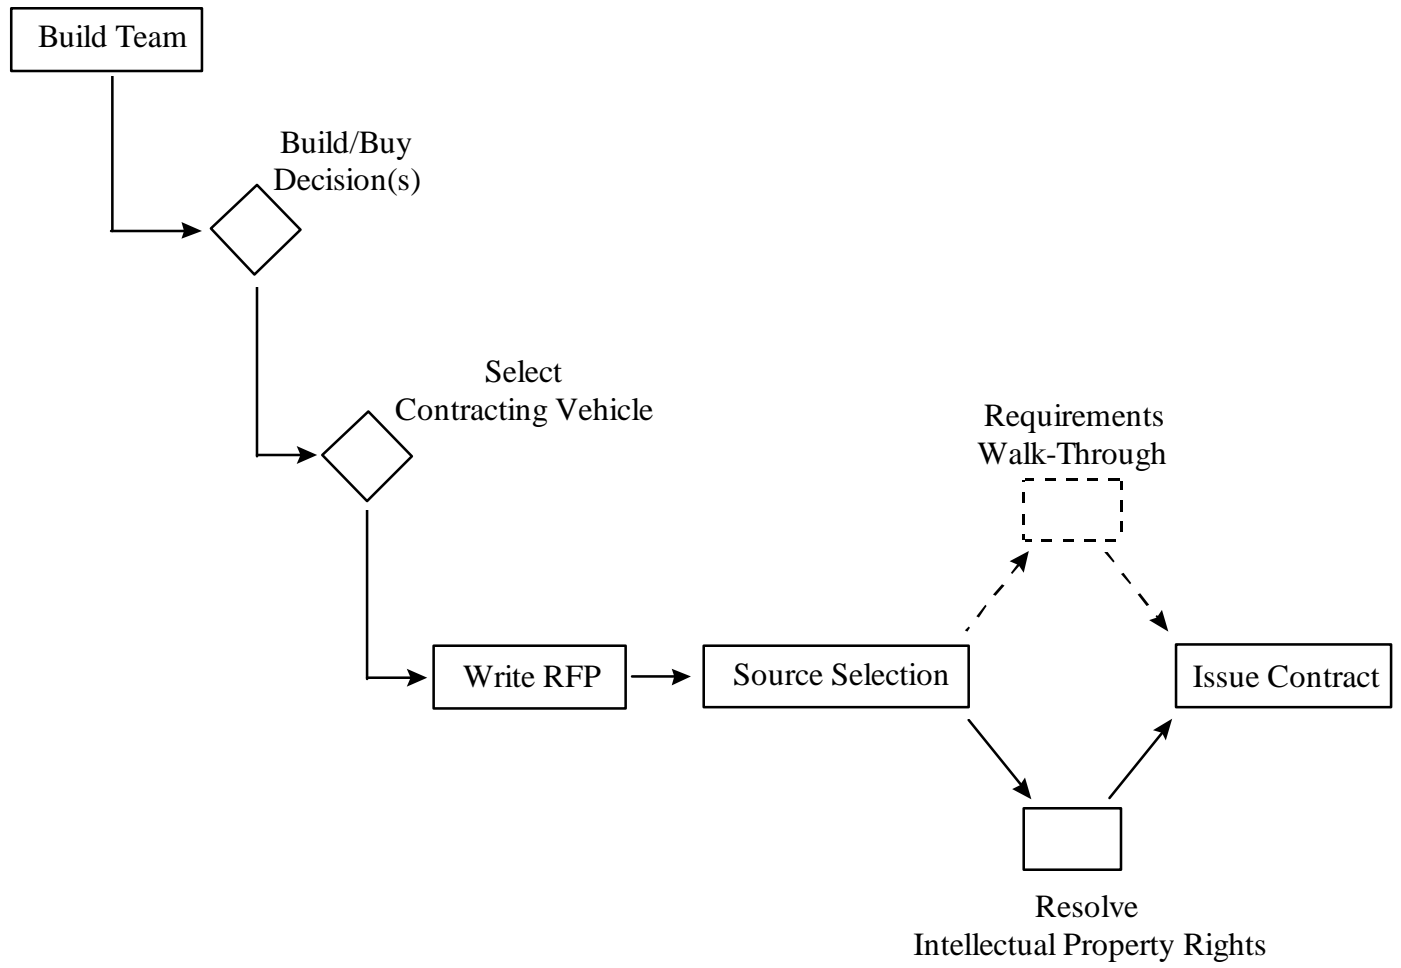 Build Team
Build/Buy
Decision(s)
Select
Contracting Vehicle
Requirements
Walk-Through
Write RFP
Source Selection
Issue Contract
Resolve
Intellectual Property Rights